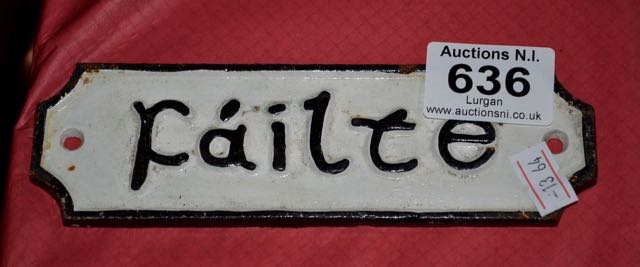 Fáilte
Auctions N.I.
636
Lurgan
www.auctionsni.co.uk
-13 64